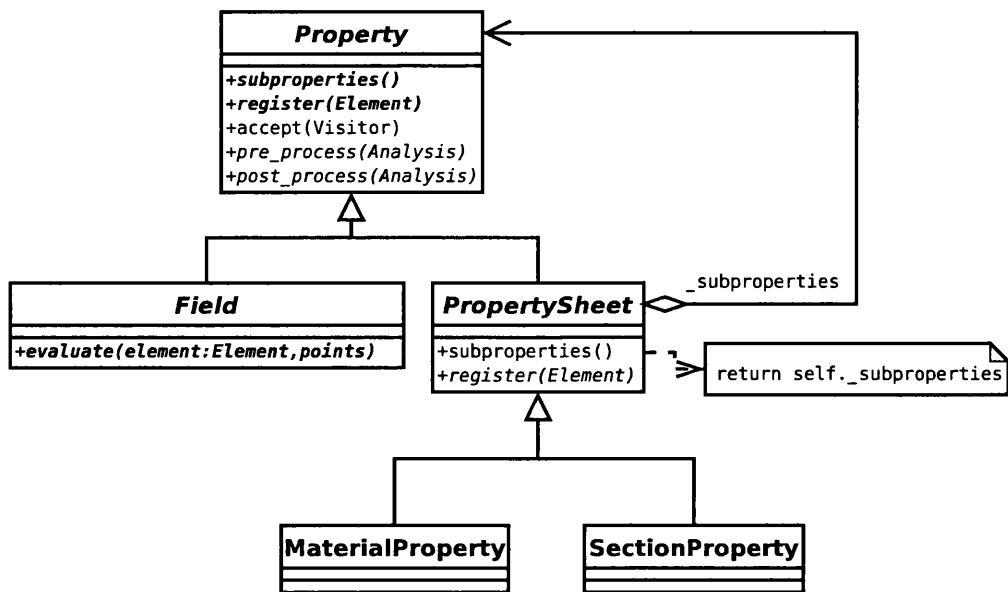 Property
+subproperties()
+register(Element)
+accept(Visitor)
+pre_process(Analysis)
+post_process(Analysis)
_subproperties
Field
+evaluate(element:Element,points)
PropertySheet
+subproperties()
+register(Element)
return self._subproperties
MaterialProperty
SectionProperty